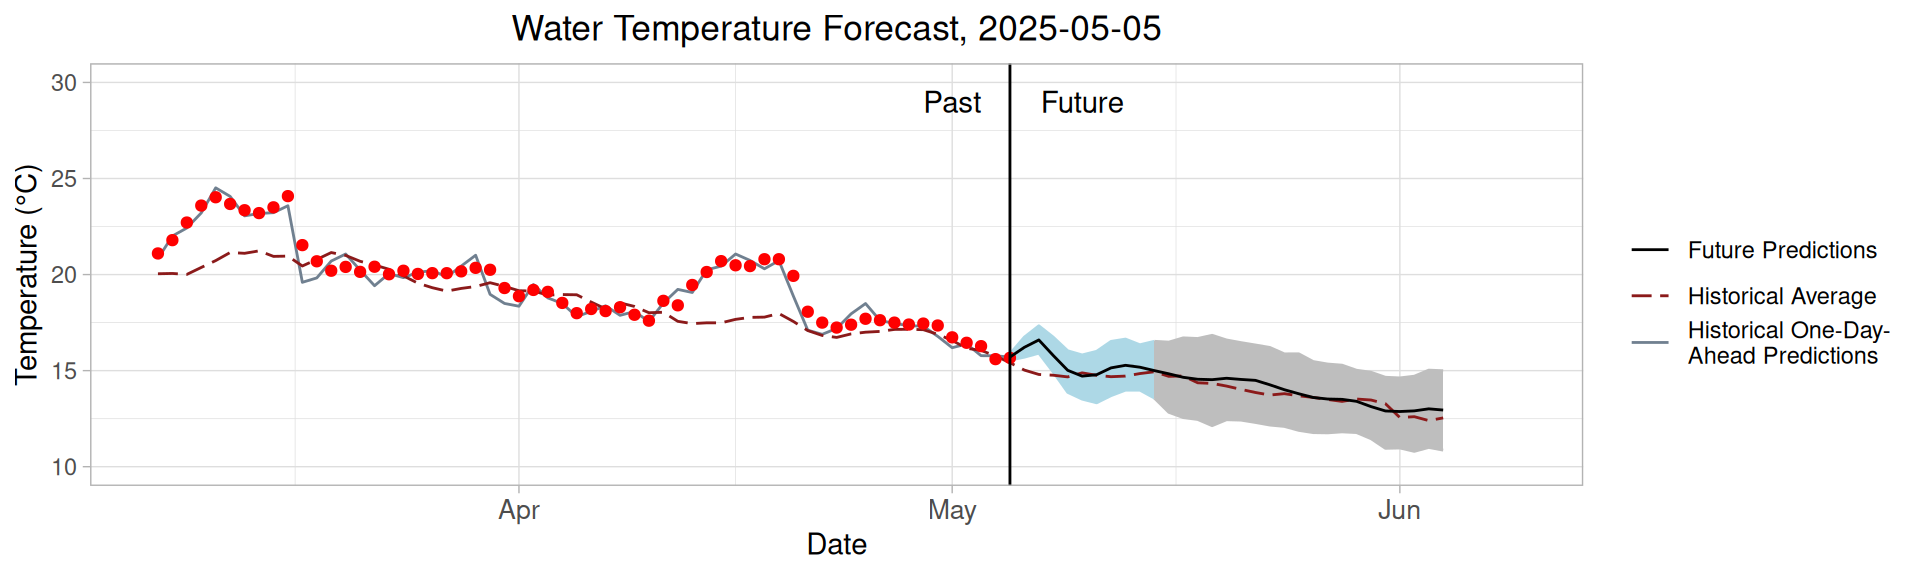 Water Temperature Forecast, 2025-05-05
30
25
20
15
10
Temperature (°C)
Past
Future
Apr
May
Jun
Date
Future Predictions
Historical Average
Historical One-Day-
Ahead Predictions